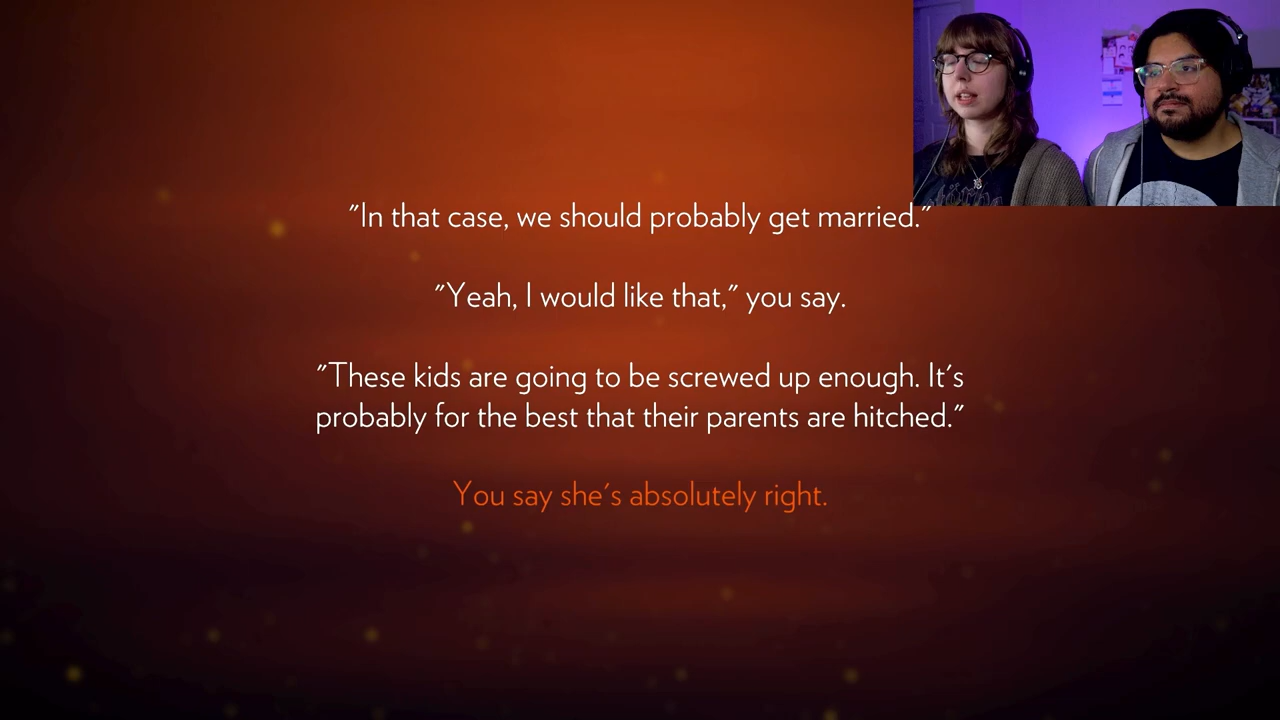 "In that case, we should probably get married."
"Yeah, I would like that," you say.
"These kids are going to be screwed up enough. It's
probably for the best that their parents are hitched."
You say she's absolutely right.